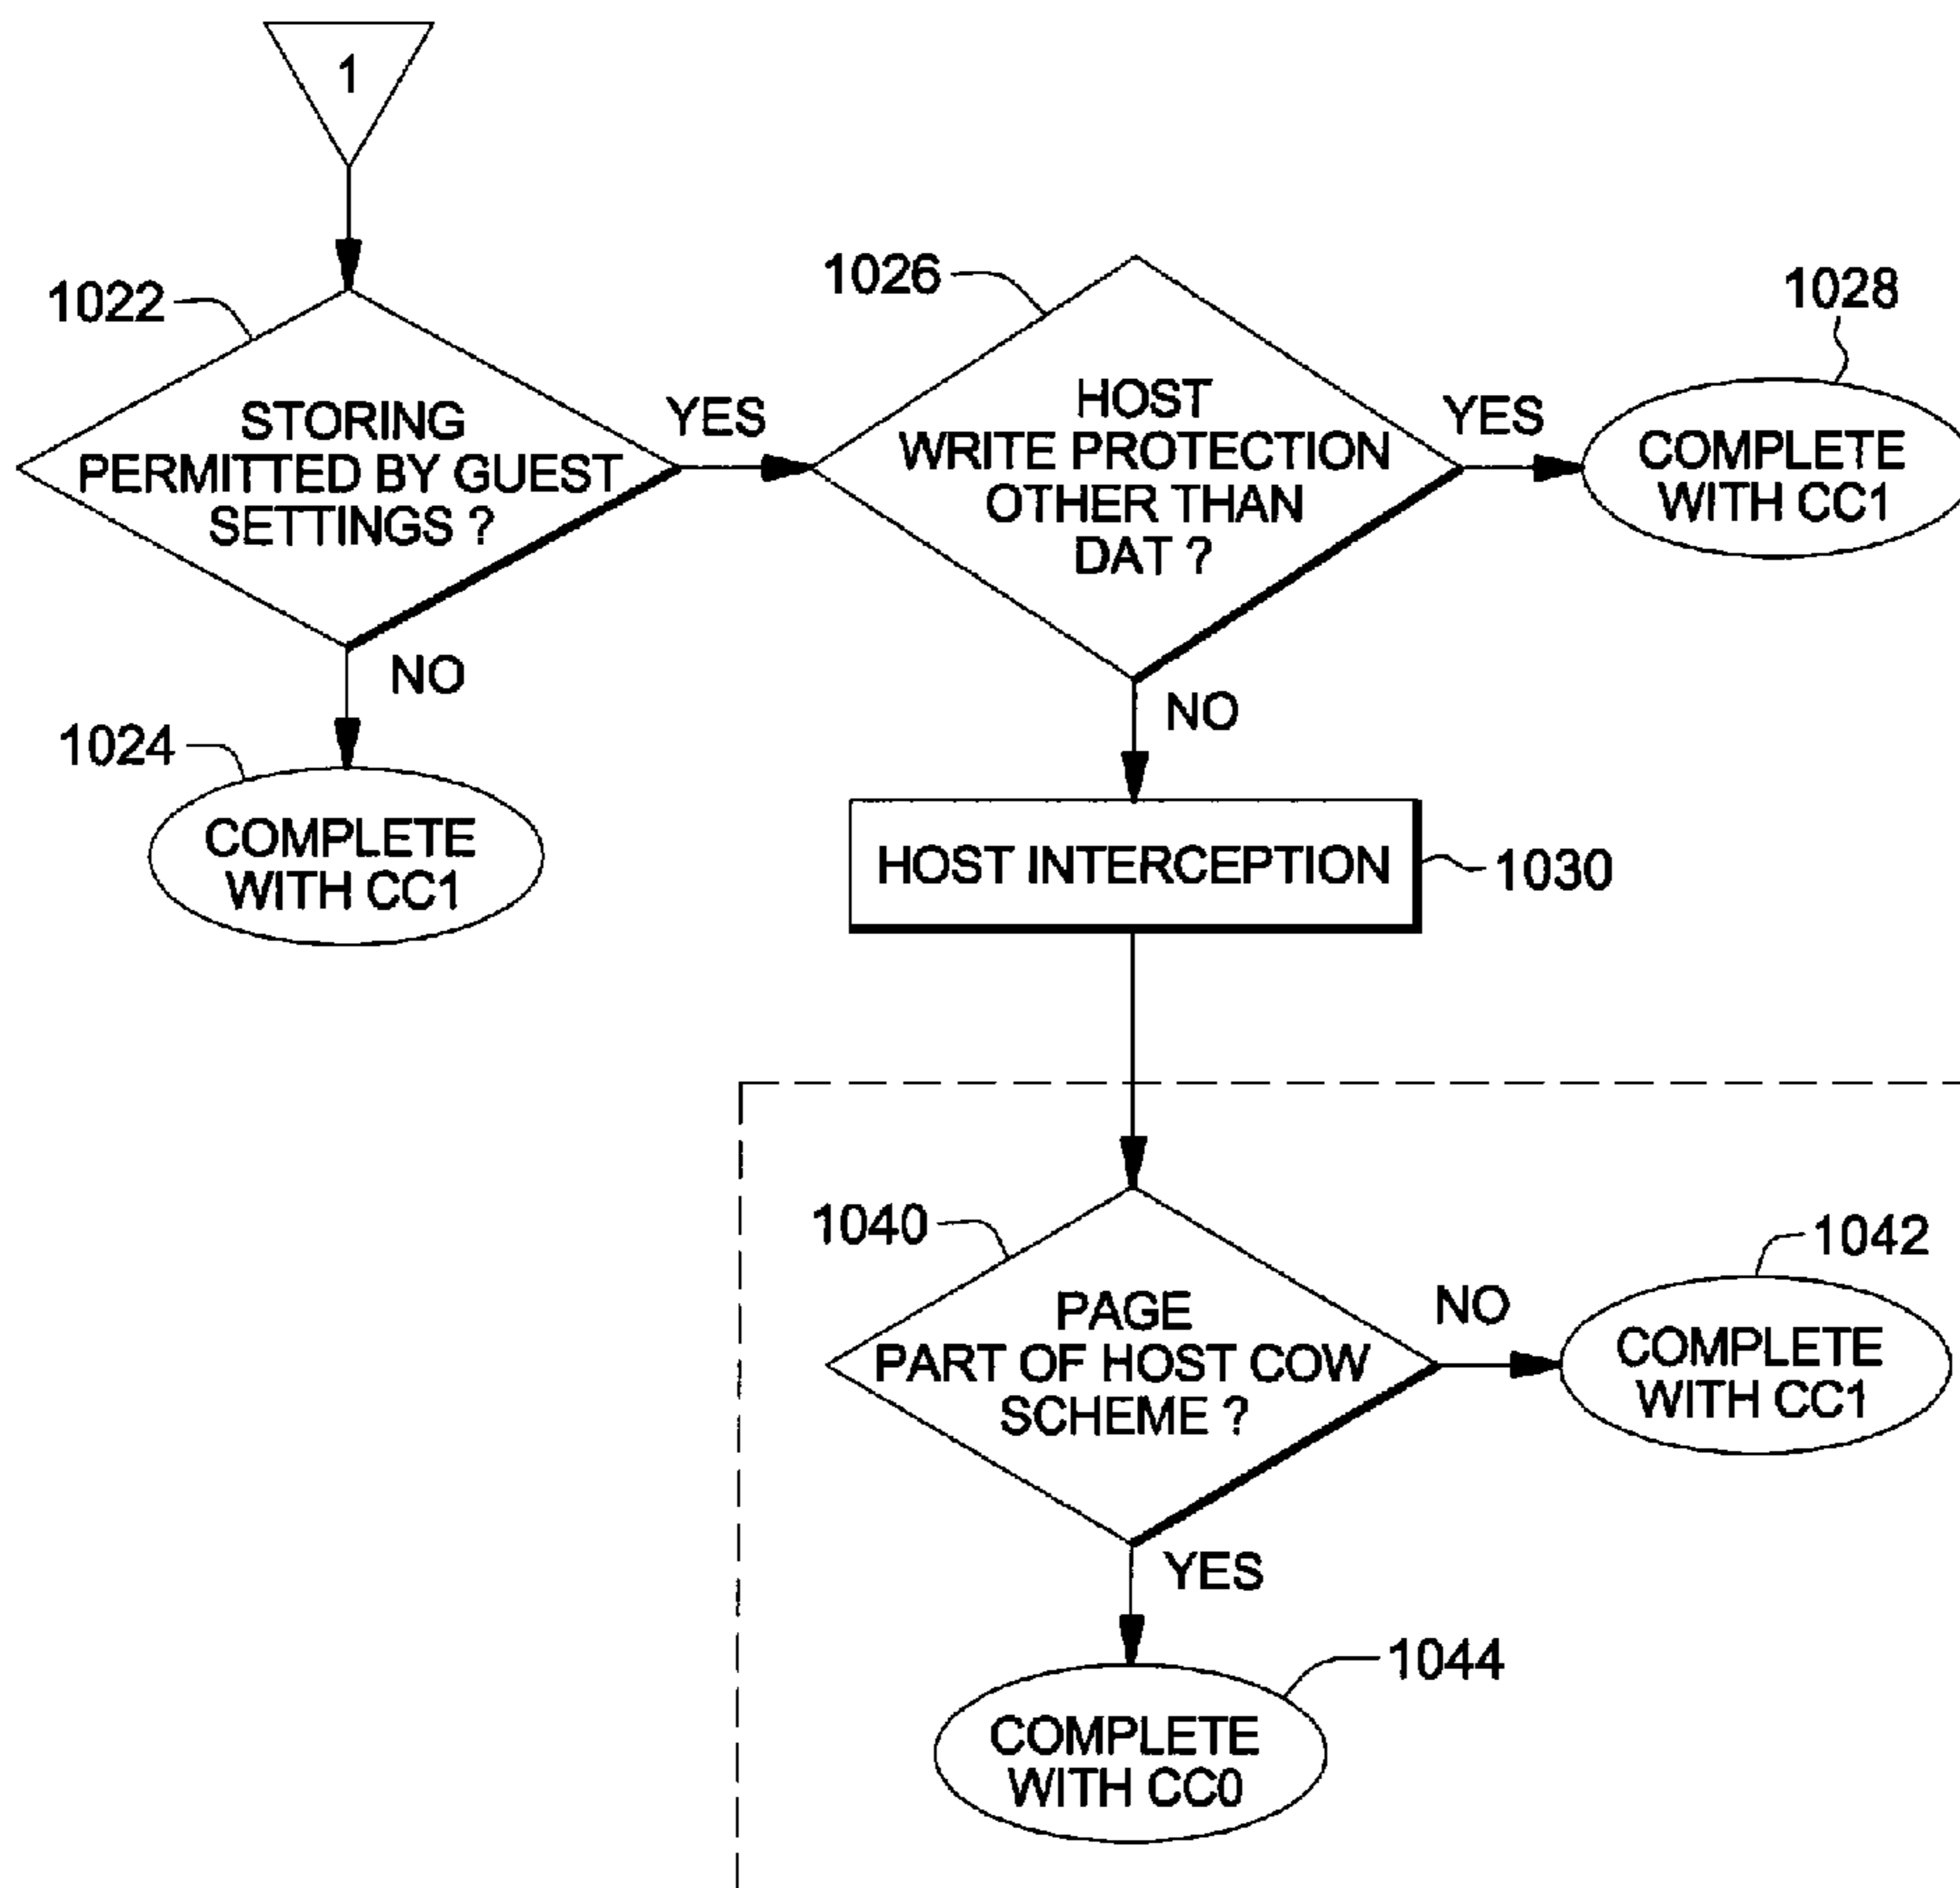 1
1022
STORING
PERMITTED BY GUEST
SETTINGS ?
YES
NO
1024
COMPLETE
WITH CC1
1026
HOST
WRITE PROTECTION
OTHER THAN
DAT ?
YES
1028
COMPLETE
WITH CC1
NO
HOST INTERCEPTION
1030
1040
PAGE
PART OF HOST COW
SCHEME ?
NO
1042
COMPLETE
WITH CC1
YES
1044
COMPLETE
WITH CC0